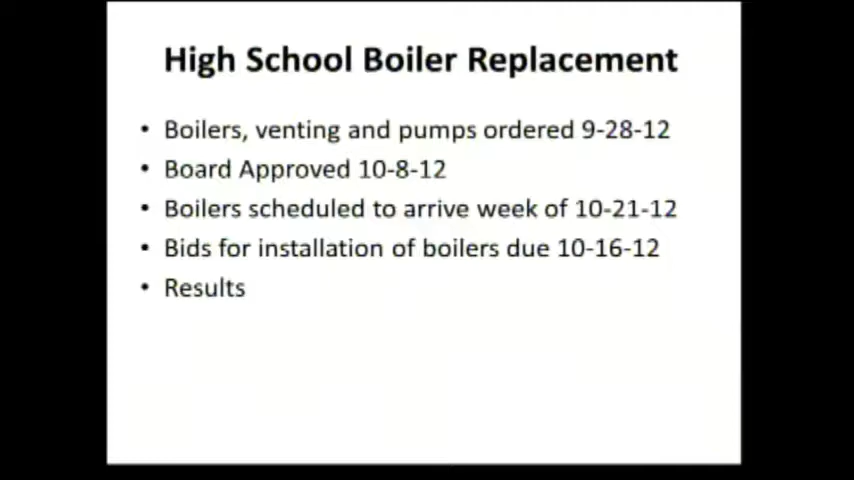 High School Boiler Replacement
• Boilers, venting and pumps ordered 9-28-12
• Board Approved 10-8-12
• Boilers scheduled to arrive week of 10-21-12
• Bids for installation of boilers due 10-16-12
• Results